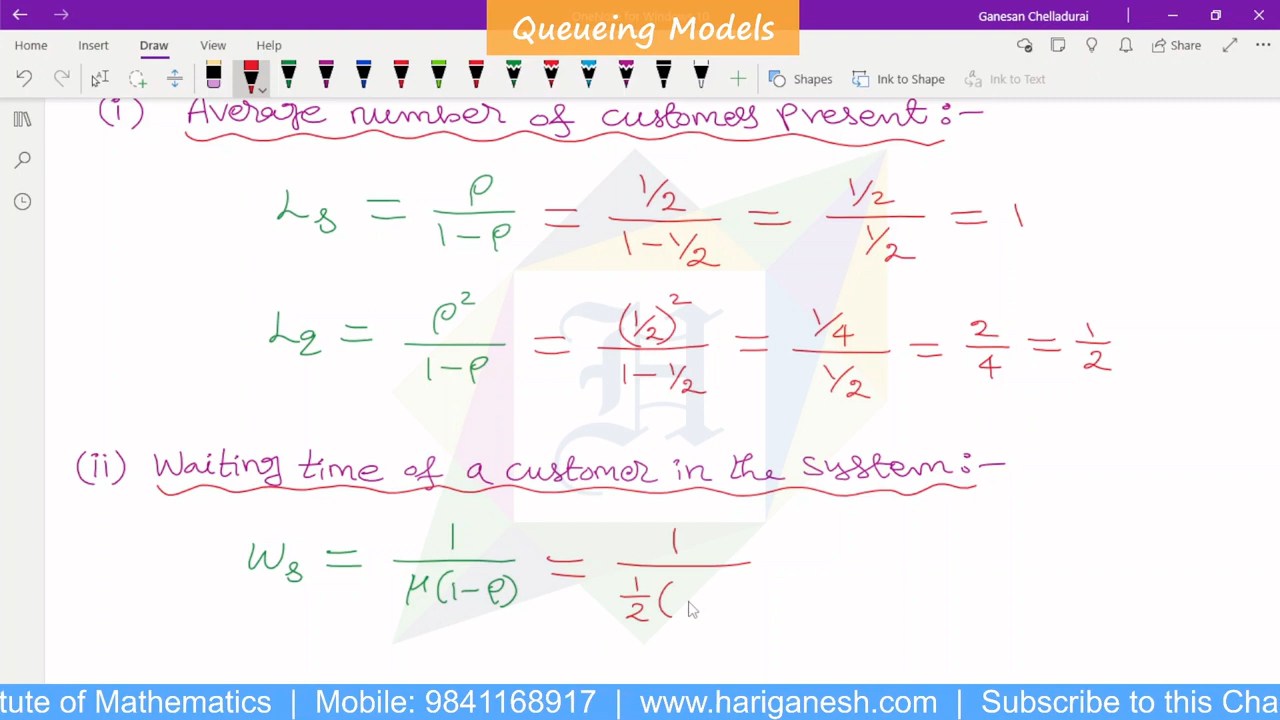 Queueing Models
Ganesan Chelladurai
Home Insert Draw View Help
Share
Shapes Ink to Shape Ink to Text
(i) Average number of customers present:-
Ls = ρ/(1-ρ) = (1/2)/(1-1/2) = (1/2)/(1/2) = 1
Lq = ρ²/(1-ρ) = (1/2)²/(1-1/2) = (1/4)/(1/2) = 2/4 = 1/2
(ii) Waiting time of a customer in the system:-
Ws = 1/μ(1-ρ) = 1/ 1/2 (
tute of Mathematics | Mobile: 9841168917 | www.hariganesh.com | Subscribe to this Cha